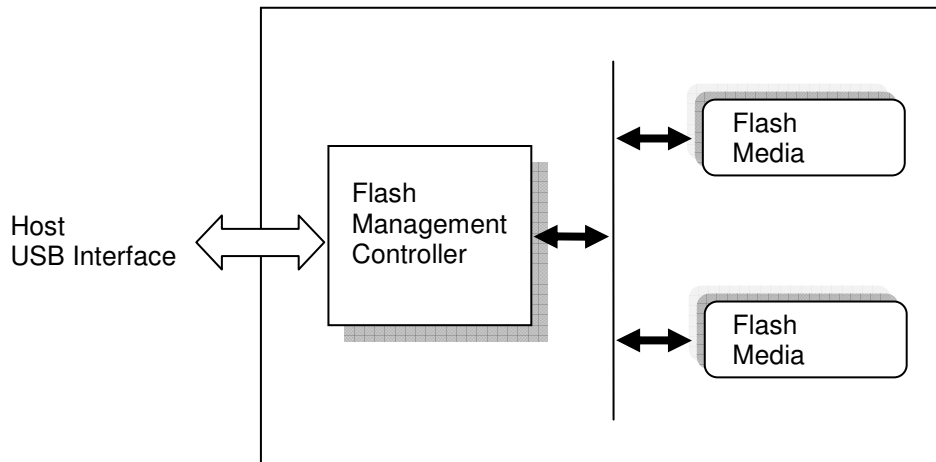 Host
USB Interface
Flash
Management
Controller
Flash
Media
Flash
Media